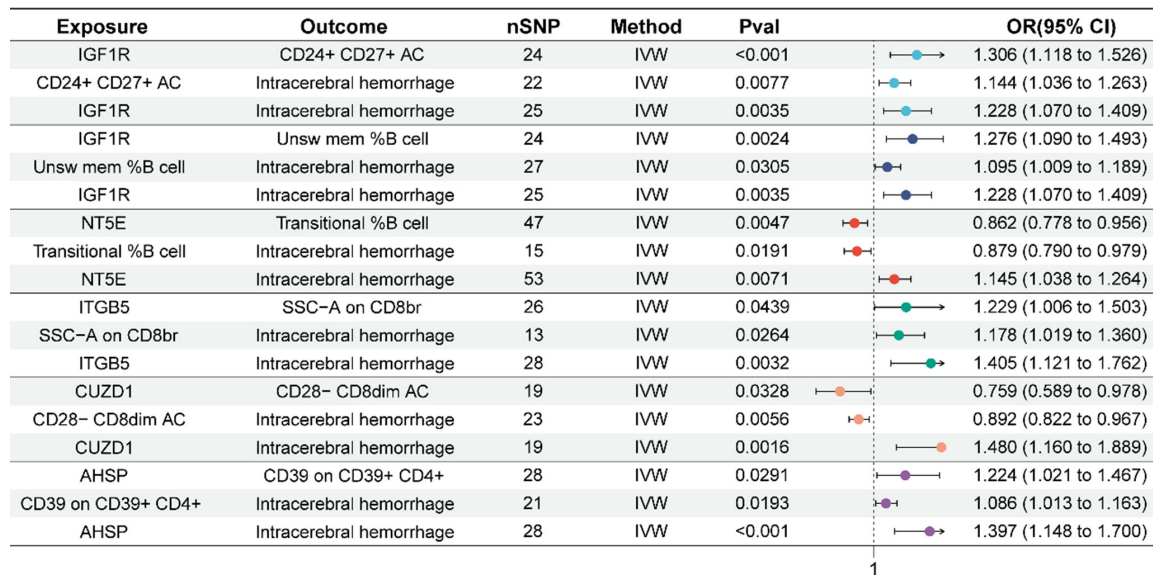 Exposure Outcome nSNP Method Pval OR(95% CI)
IGF1R CD24+ CD27+ AC 24 IVW <0.001 1.306 (1.118 to 1.526)
CD24+ CD27+ AC Intracerebral hemorrhage 22 IVW 0.0077 1.144 (1.036 to 1.263)
IGF1R Intracerebral hemorrhage 25 IVW 0.0035 1.228 (1.070 to 1.409)
IGF1R Unsw mem %B cell 24 IVW 0.0024 1.276 (1.090 to 1.493)
Unsw mem %B cell Intracerebral hemorrhage 27 IVW 0.0305 1.095 (1.009 to 1.189)
IGF1R Intracerebral hemorrhage 25 IVW 0.0035 1.228 (1.070 to 1.409)
NT5E Transitional %B cell 47 IVW 0.0047 0.862 (0.778 to 0.956)
Transitional %B cell Intracerebral hemorrhage 15 IVW 0.0191 0.879 (0.790 to 0.979)
NT5E Intracerebral hemorrhage 53 IVW 0.0071 1.145 (1.038 to 1.264)
ITGB5 SSC−A on CD8br 26 IVW 0.0439 1.229 (1.006 to 1.503)
SSC−A on CD8br Intracerebral hemorrhage 13 IVW 0.0264 1.178 (1.019 to 1.360)
ITGB5 Intracerebral hemorrhage 28 IVW 0.0032 1.405 (1.121 to 1.762)
CUZD1 CD28− CD8dim AC 19 IVW 0.0328 0.759 (0.589 to 0.978)
CD28− CD8dim AC Intracerebral hemorrhage 23 IVW 0.0056 0.892 (0.822 to 0.967)
CUZD1 Intracerebral hemorrhage 19 IVW 0.0016 1.480 (1.160 to 1.889)
AHSP CD39 on CD39+ CD4+ 28 IVW 0.0291 1.224 (1.021 to 1.467)
CD39 on CD39+ CD4+ Intracerebral hemorrhage 21 IVW 0.0193 1.086 (1.013 to 1.163)
AHSP Intracerebral hemorrhage 28 IVW <0.001 1.397 (1.148 to 1.700)
1